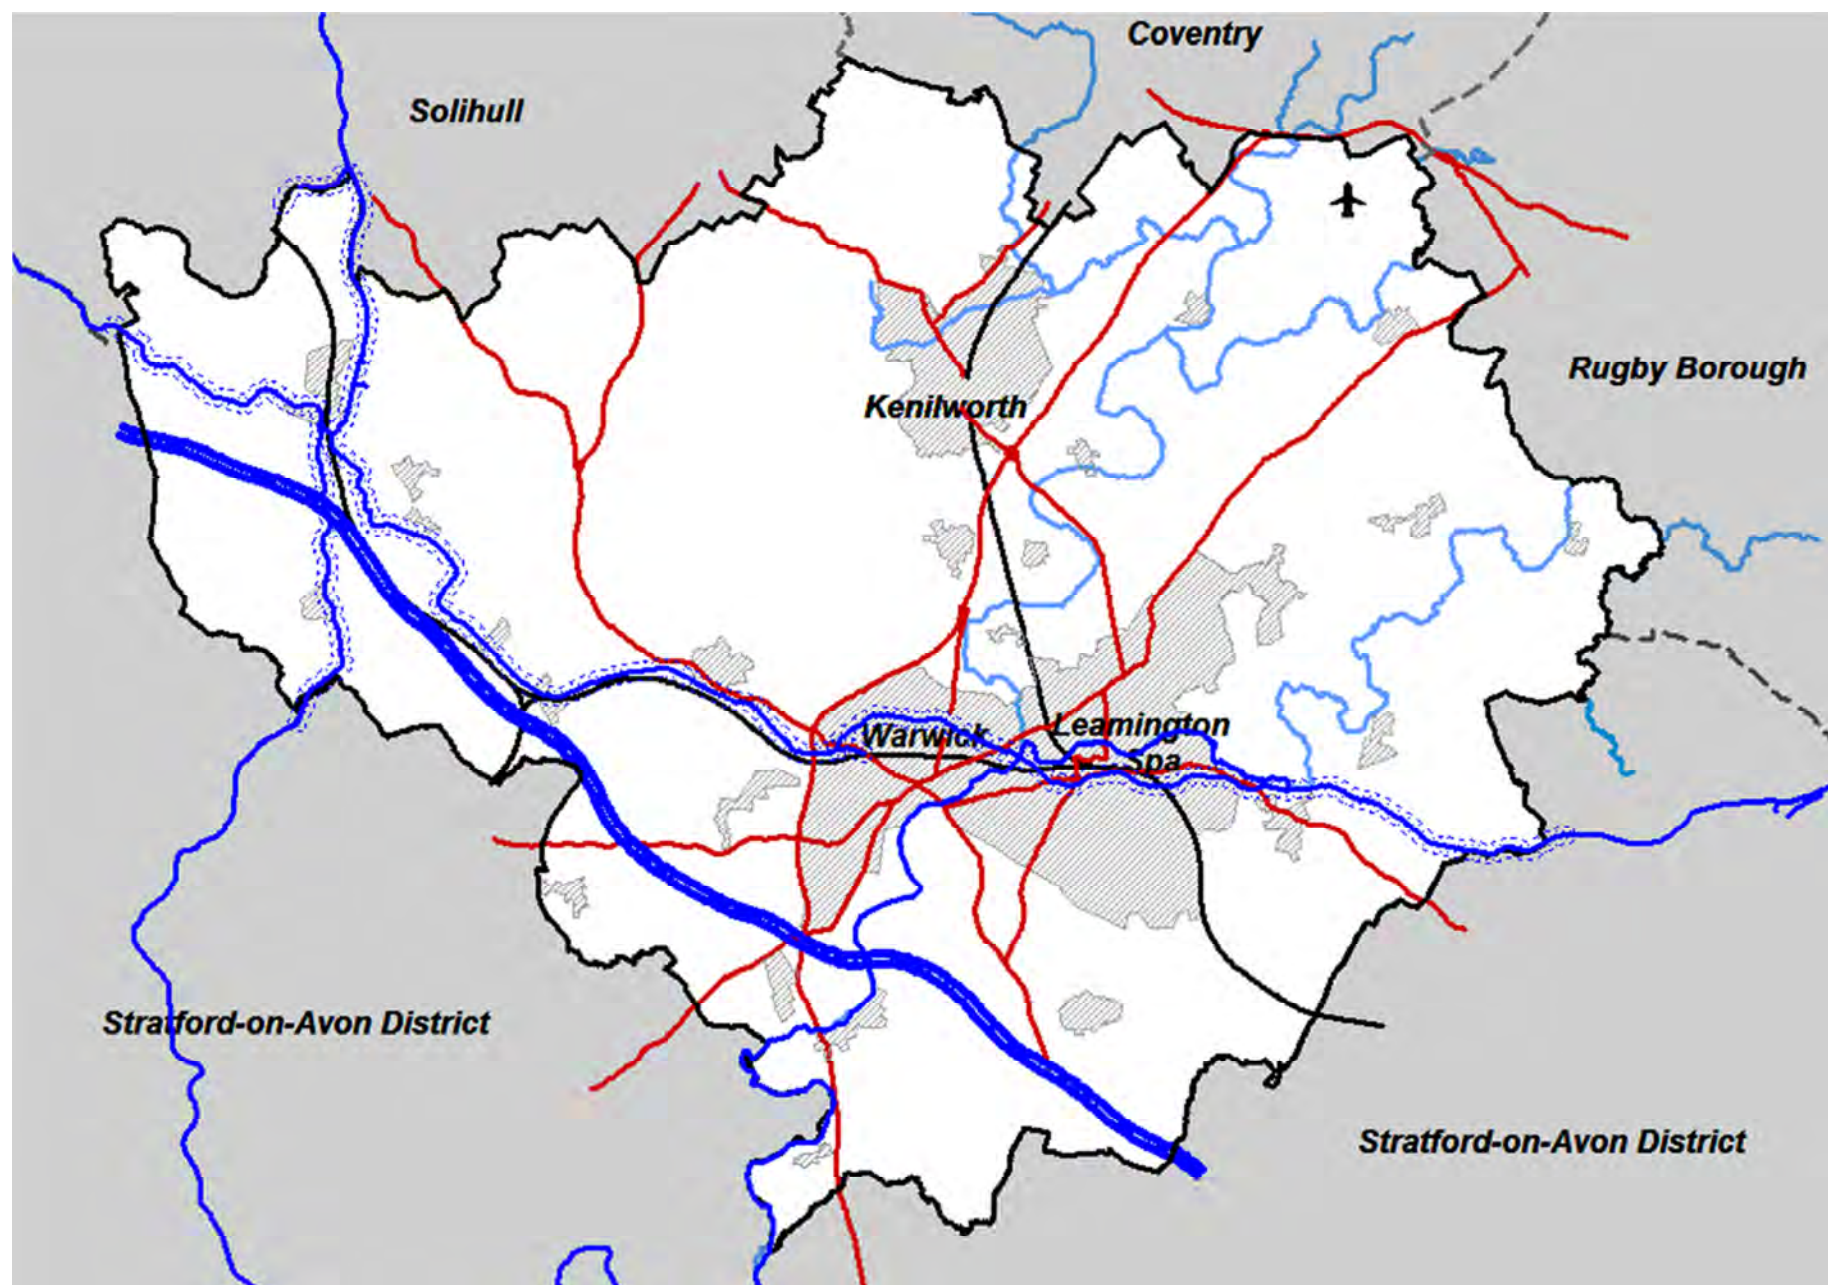 Coventry
Solihull
Rugby Borough
Kenilworth
Warwick
Leamington
Spa
Stratford-on-Avon District
Stratford-on-Avon District